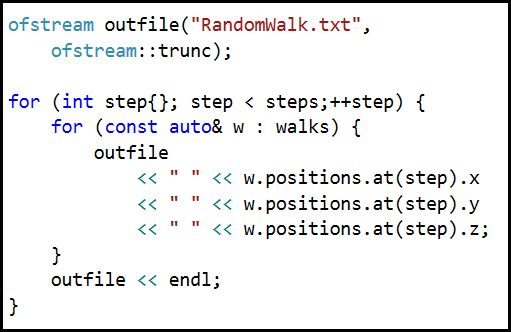 ofstream outfile("RandomWalk.txt",
    ofstream::trunc);

for (int step{}; step < steps;++step) {
    for (const auto& w : walks) {
        outfile
            << " " << w.positions.at(step).x
            << " " << w.positions.at(step).y
            << " " << w.positions.at(step).z;
    }
    outfile << endl;
}